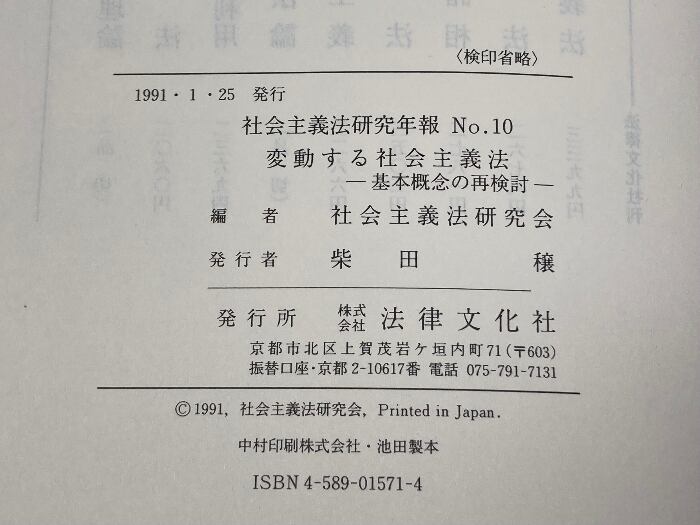 〈検印省略〉
1991・1・25 発行
社会主義法研究年報 No.10
変動する社会主義法
―基本概念の再検討―
編者 社会主義法研究会
発行者 柴田 穣
発行所 株式会社 法律文化社
京都市北区上賀茂岩ケ垣内町71(〒603)
振替口座・京都2-10617番 電話 075-791-7131
©1991, 社会主義法研究会, Printed in Japan.
中村印刷株式会社・池田製本
ISBN 4-589-01571-4